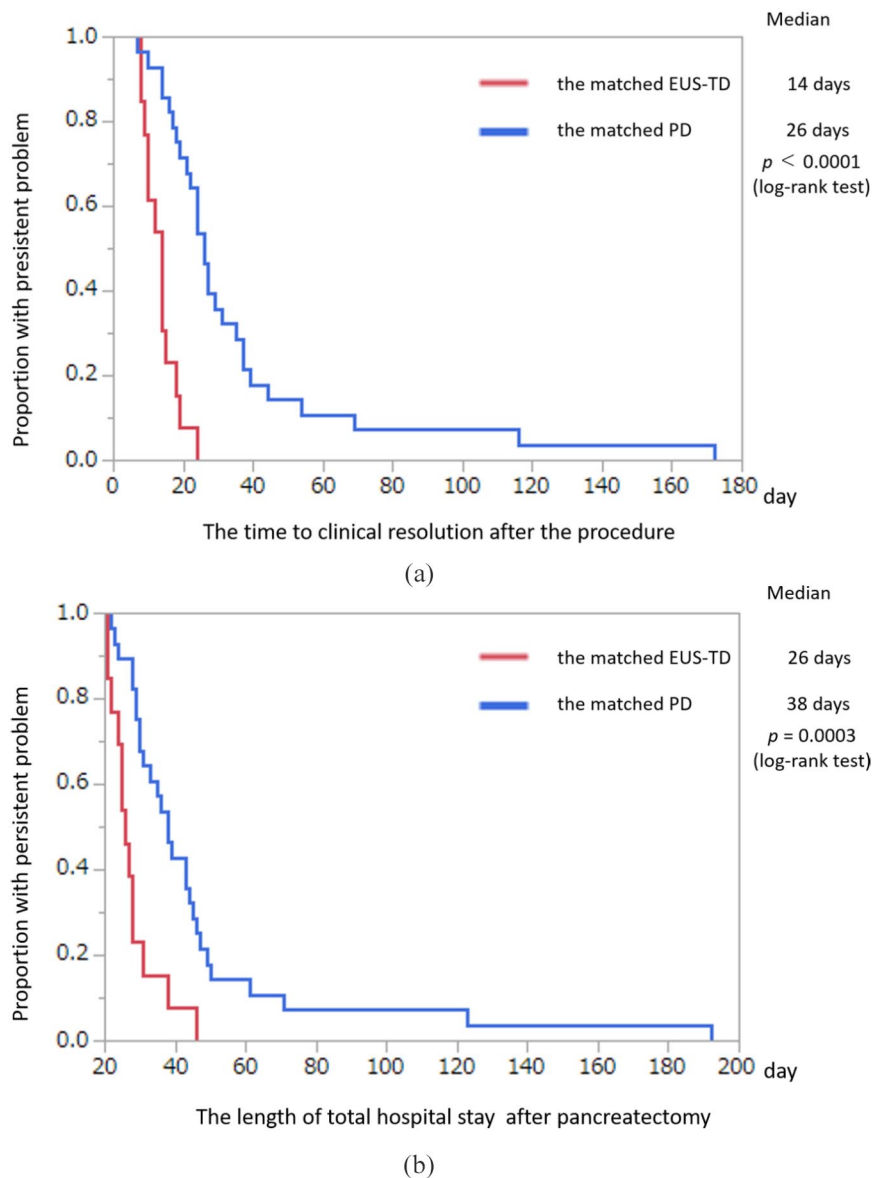 Median
1.0
the matched EUS-TD 14 days
0.8
the matched PD 26 days
p < 0.0001
(log-rank test)
0.6
0.4
0.2
0.0
Proportion with presistent problem
0 20 40 60 80 100 120 140 160 180 day
The time to clinical resolution after the procedure
(a)
Median
1.0
the matched EUS-TD 26 days
0.8
the matched PD 38 days
p = 0.0003
(log-rank test)
0.6
0.4
0.2
0.0
Proportion with persistent problem
20 40 60 80 100 120 140 160 180 200 day
The length of total hospital stay after pancreatectomy
(b)